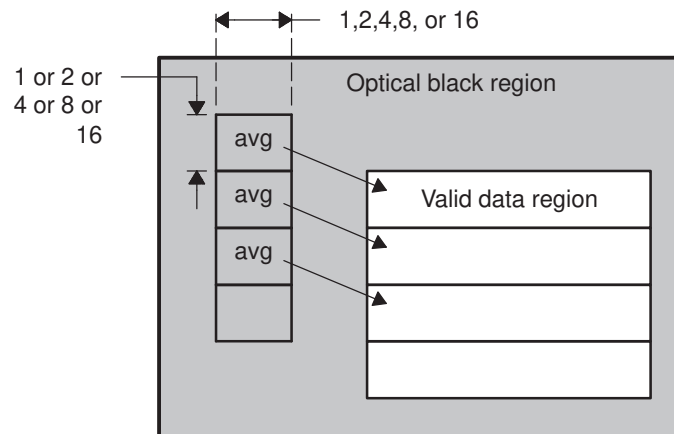 1,2,4,8, or 16
1 or 2 or
4 or 8 or
16
Optical black region
avg
avg
avg
Valid data region